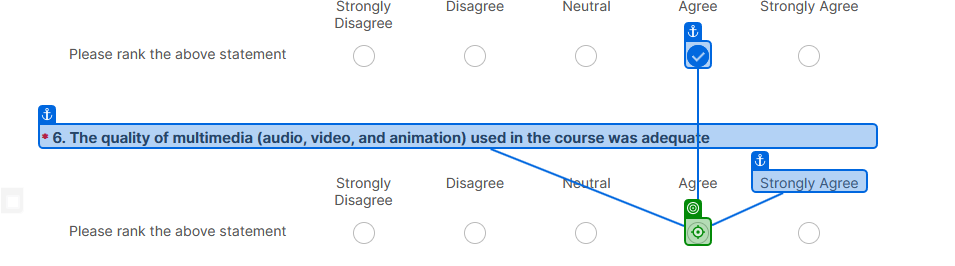 Strongly Disagree Neutral Agree Strongly Agree
Disagree
Please rank the above statement
* 6. The quality of multimedia (audio, video, and animation) used in the course was adequate
Strongly Disagree Neutral Agree Strongly Agree
Disagree
Please rank the above statement